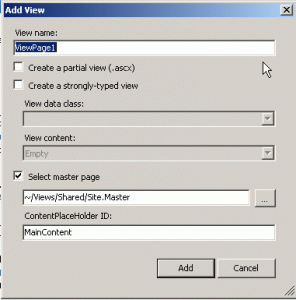 Add View
View name:
ViewPage1
Create a partial view (.ascx)
Create a strongly-typed view
View data class:
View content:
Empty
Select master page
~/Views/Shared/Site.Master
...
ContentPlaceHolder ID:
MainContent
Add
Cancel